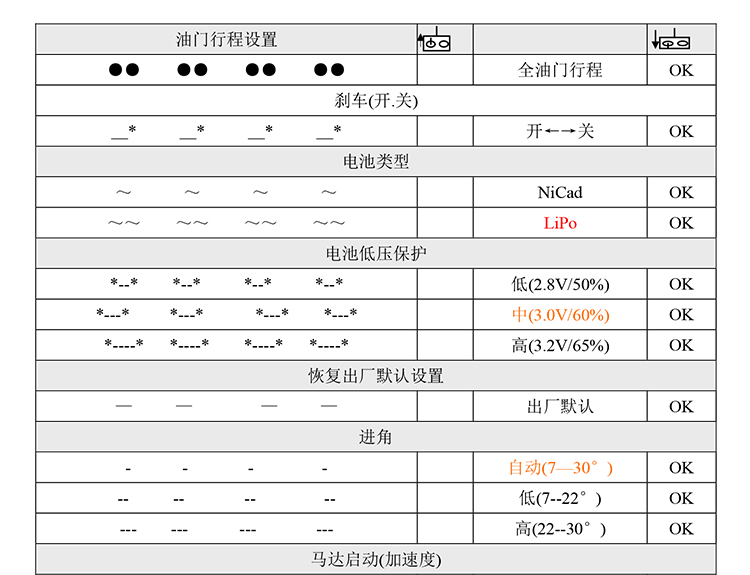 油门行程设置
●● ●● ●● ●● 全油门行程 OK
刹车(开.关)
__* __* __* __* 开←→关 OK
电池类型
～ ～ ～ ～ NiCad OK
～～ ～～ ～～ ～～ LiPo OK
电池低压保护
*--* *--* *--* *--* 低(2.8V/50%) OK
*---* *---* *---* *---* 中(3.0V/60%) OK
*----* *----* *----* *----* 高(3.2V/65%) OK
恢复出厂默认设置
— — — — 出厂默认 OK
进角
- - - - 自动(7—30°) OK
-- -- -- -- 低(7--22°) OK
--- --- --- --- 高(22--30°) OK
马达启动(加速度)